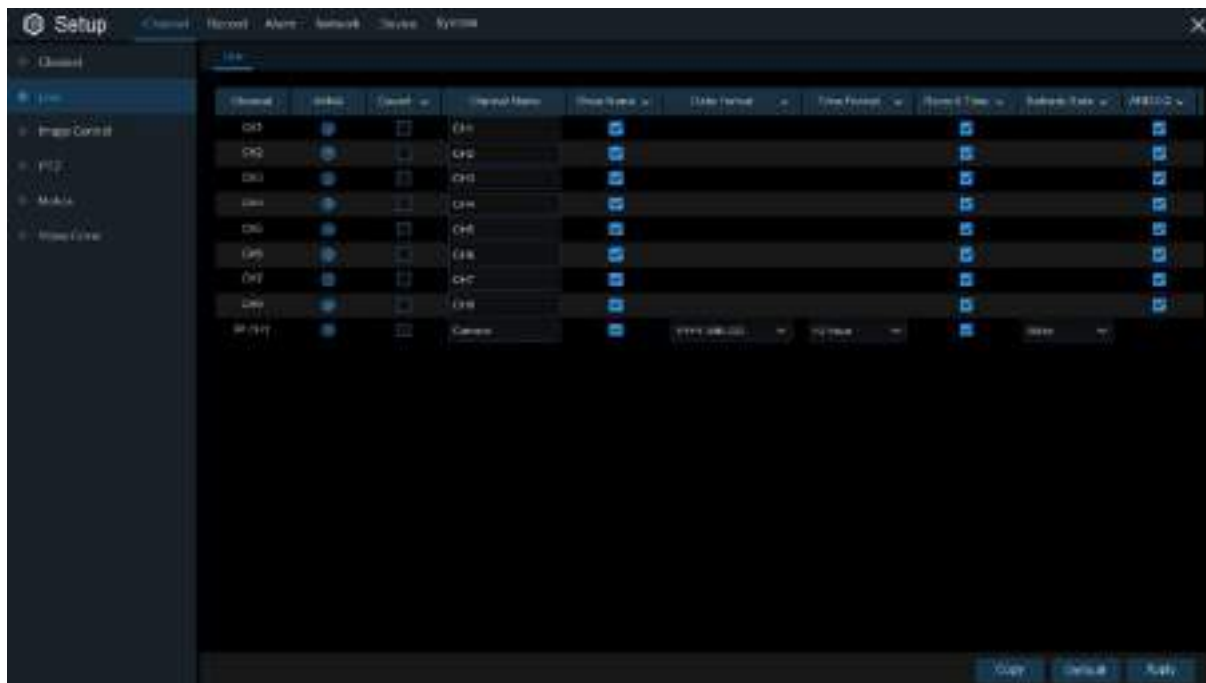 Setup Channel Record Alarm Network Device System
Channel
Live
Live
Image Control
PTZ
Motion
Video Cover
Channel Covert Channel Name Show Name Date Format Time Format Record Time Refresh Rate
CH1 CH1
CH2 CH2
CH3 CH3
CH4 CH4
CH5 CH5
CH6 CH6
CH7 CH7
CH8 CH8
IP CH1 Camera
Copy Default Apply